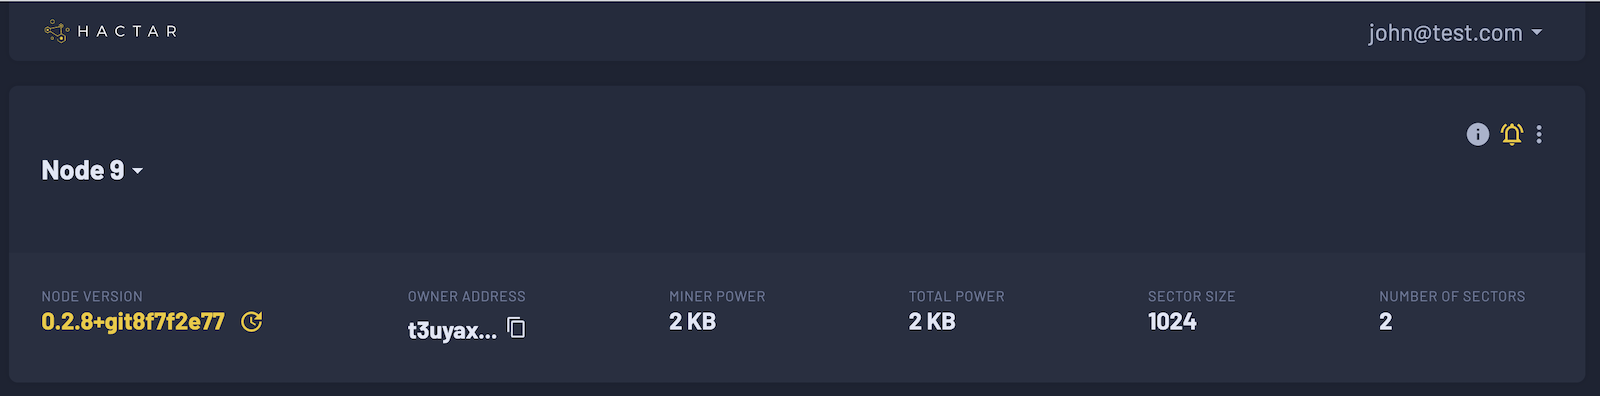 HACTAR
john@test.com
Node 9
NODE VERSION
0.2.8+git8f7f2e77
OWNER ADDRESS
t3uyax...
MINER POWER
2 KB
TOTAL POWER
2 KB
SECTOR SIZE
1024
NUMBER OF SECTORS
2